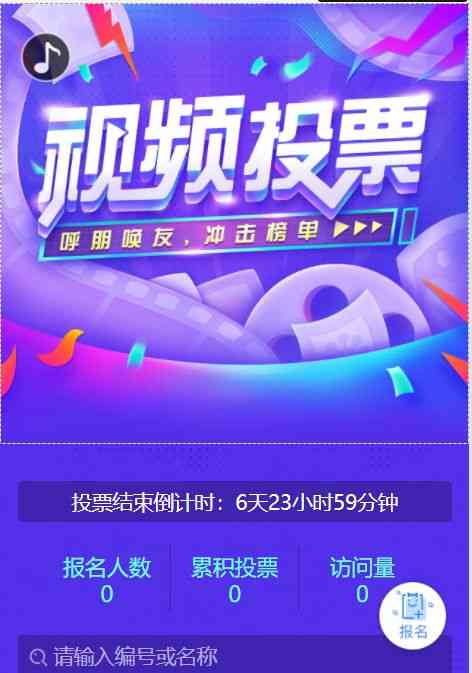 视频投票
呼朋唤友,冲击榜单
投票结束倒计时：6天23小时59分钟
报名人数 累积投票 访问量
0 0 0
报名
请输入编号或名称